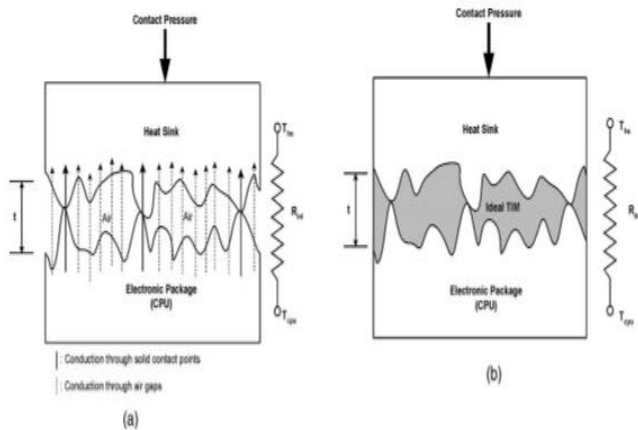 Contact Pressure
Heat Sink
Air
Air
t
Electronic Package
(CPU)
: Conduction through solid contact points
: Conduction through air gaps
(a)
Contact Pressure
Heat Sink
Ideal TIM
t
Electronic Package
(CPU)
(b)